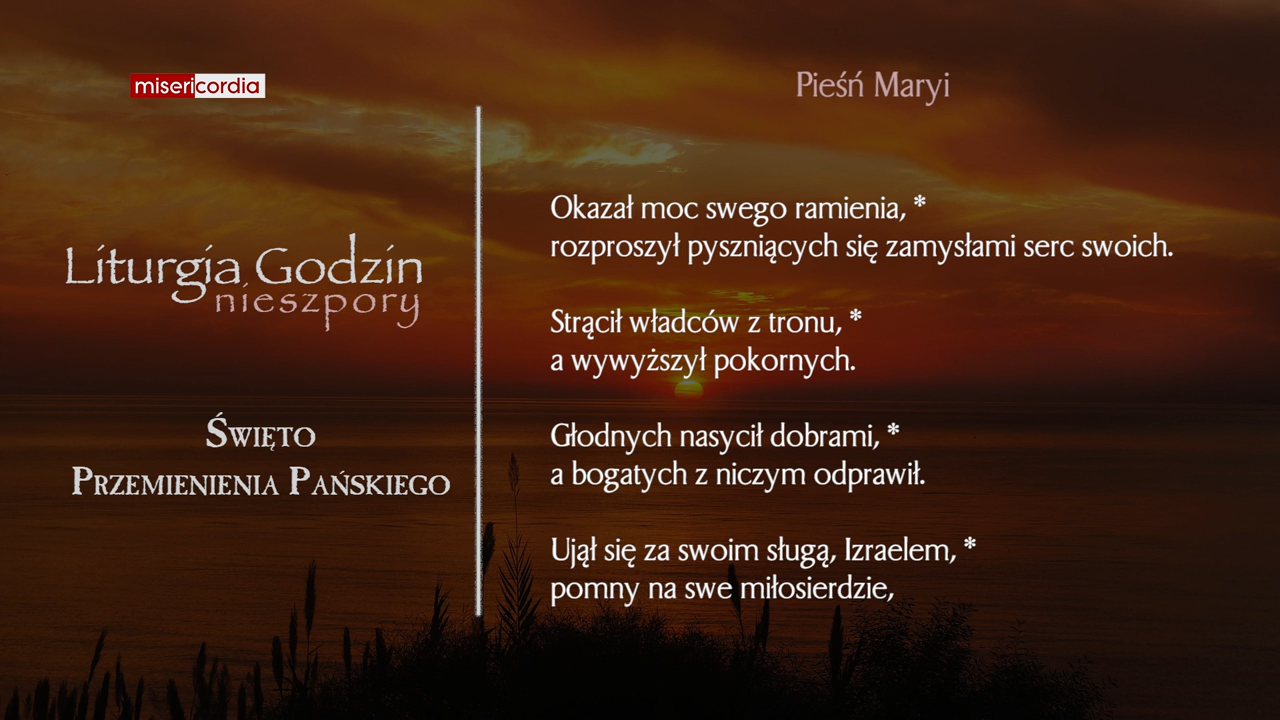 misericordia
Pieśń Maryi
Liturgia Godzin
nieszpory
Święto
Przemienienia Pańskiego
Okazał moc swego ramienia, *
rozproszył pyszniących się zamysłami serc swoich.
Strącił władców z tronu, *
a wywyższył pokornych.
Głodnych nasycił dobrami, *
a bogatych z niczym odprawił.
Ujął się za swoim sługą, Izraelem, *
pomny na swe miłosierdzie,